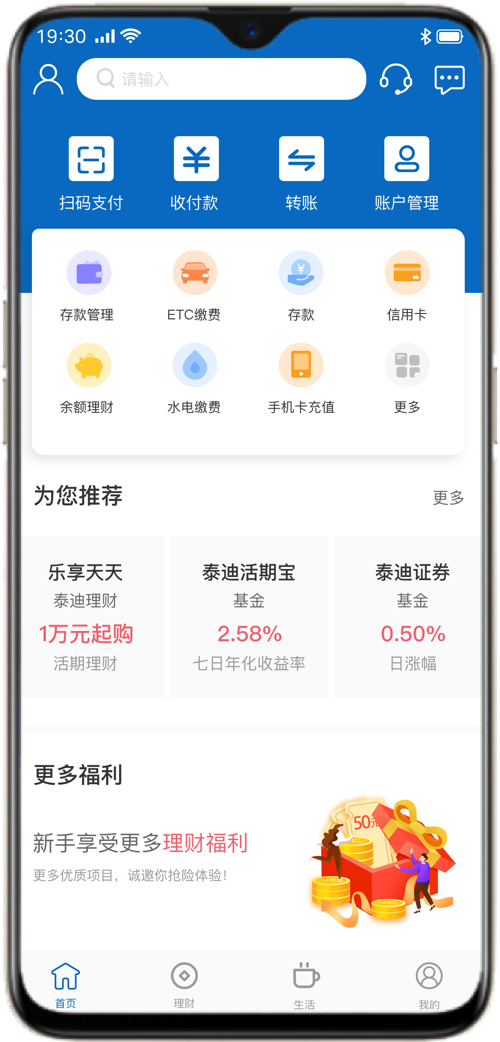 19:30
请输入
扫码支付 收付款 转账 账户管理
存款管理 ETC缴费 存款 信用卡
余额理财 水电缴费 手机卡充值 更多
为您推荐 更多
乐享天天 泰迪活期宝 泰迪证券
泰迪理财 基金 基金
1万元起购 2.58% 0.50%
活期理财 七日年化收益率 日涨幅
更多福利
50元
新手享受更多理财福利
更多优质项目，诚邀你抢险体验！
首页 理财 生活 我的